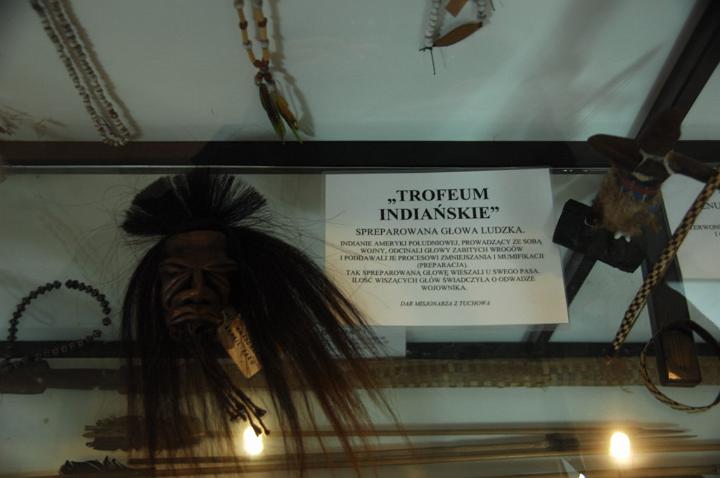 „TROFEUM
INDIAŃSKIE”
SPREPAROWANA GŁOWA LUDZKA.
INDIANIE AMERYKI POŁUDNIOWEJ, PROWADZĄCY ZE SOBĄ
WOJNY, ODCINALI GŁOWY ZABITYCH WROGÓW
I PODDAWALI JE PROCESOWI ZMNIEJSZANIA I MUMIFIKACJI
(PREPARACJA).
TAK SPREPAROWANĄ GŁOWĘ WIESZALI U SWEGO PASA.
ILOŚĆ WISZĄCYCH GŁÓW ŚWIADCZYŁA O ODWADZE
WOJOWNIKA.
DAR MISJONARZA Z TUCHOWA